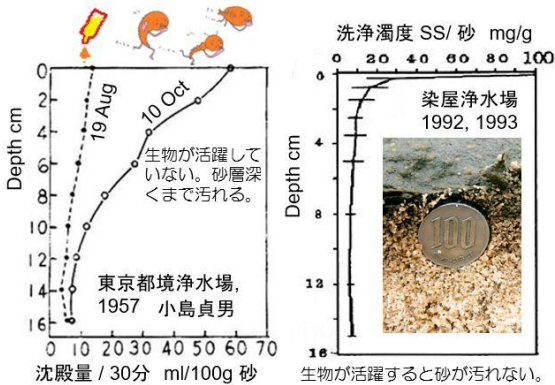 0
2
4
6
8
10
12
14
16
Depth cm
19 Aug
10 Oct
生物が活躍して
いない。砂層深
くまで汚れる。
東京都境浄水場,
1957 小島貞男
0 10 20 30 40 50 60 70
沈殿量 / 30分 ml/100g 砂
洗浄濁度 SS/ 砂 mg/g
0 20 40 60 80 100
0
4
8
12
16
Depth cm
染屋浄水場
1992, 1993
100
生物が活躍すると砂が汚れない。